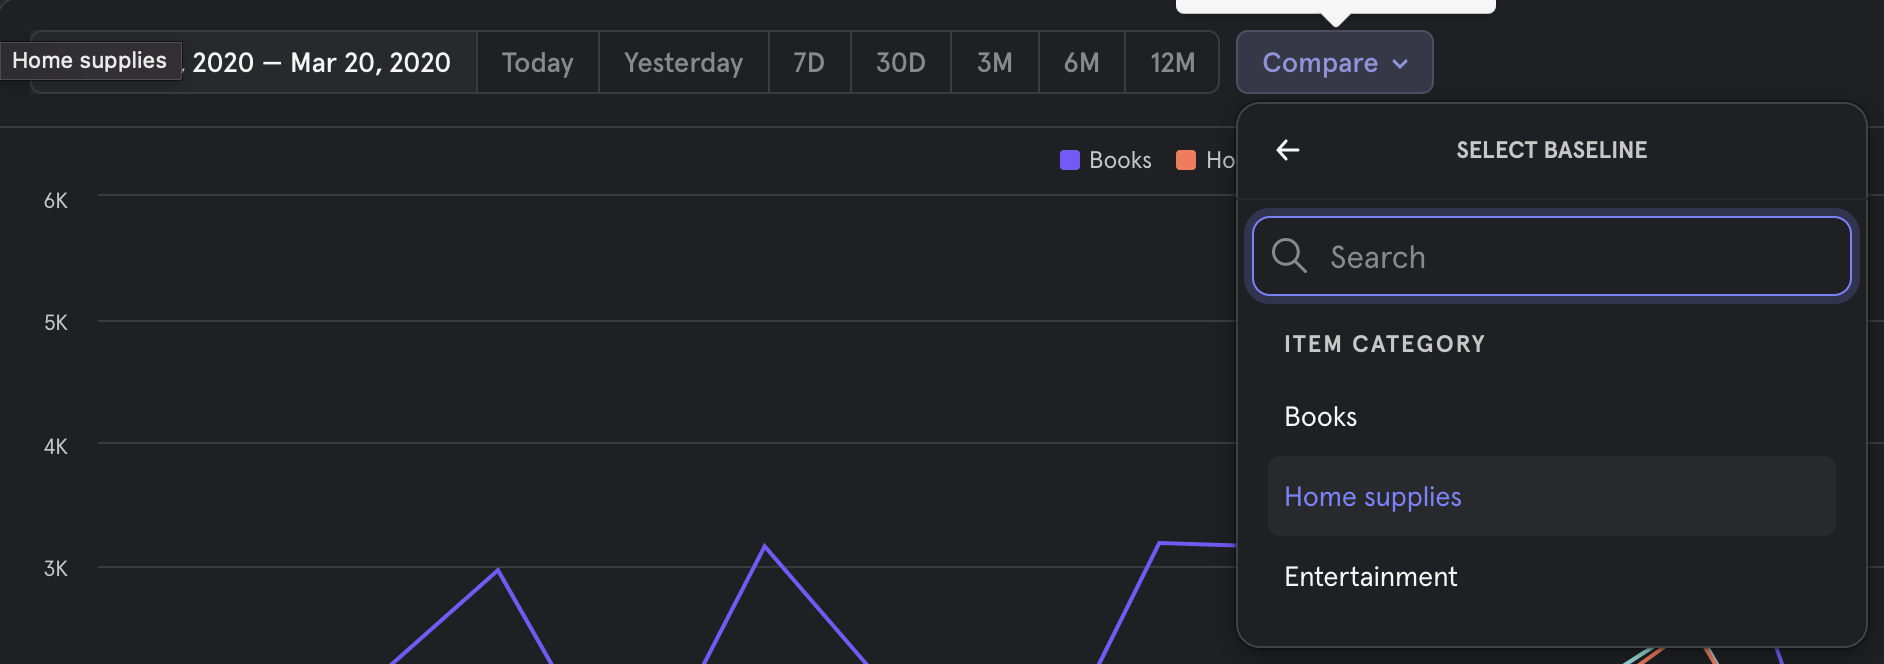 Home supplies
, 2020 — Mar 20, 2020
Today
Yesterday
7D
30D
3M
6M
12M
Compare
SELECT BASELINE
Books
Ho
Search
ITEM CATEGORY
Books
Home supplies
Entertainment
6K
5K
4K
3K